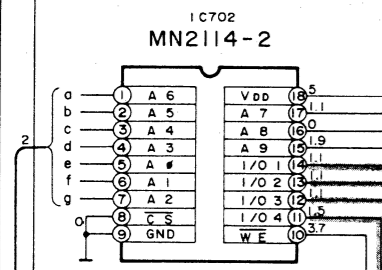 IC702
MN2114-2
a 1 A 6 VDD 18 5
b 2 A 5 A 7 17 1.1
c 3 A 4 A 8 16 0
d 4 A 3 A 9 15 1.9
e 5 A 0 I/O 1 14 1.1
f 6 A 1 I/O 2 13 1.1
g 7 A 2 I/O 3 12 1.1
0 8 CS I/O 4 11 1.5
9 GND WE 10 3.7
2